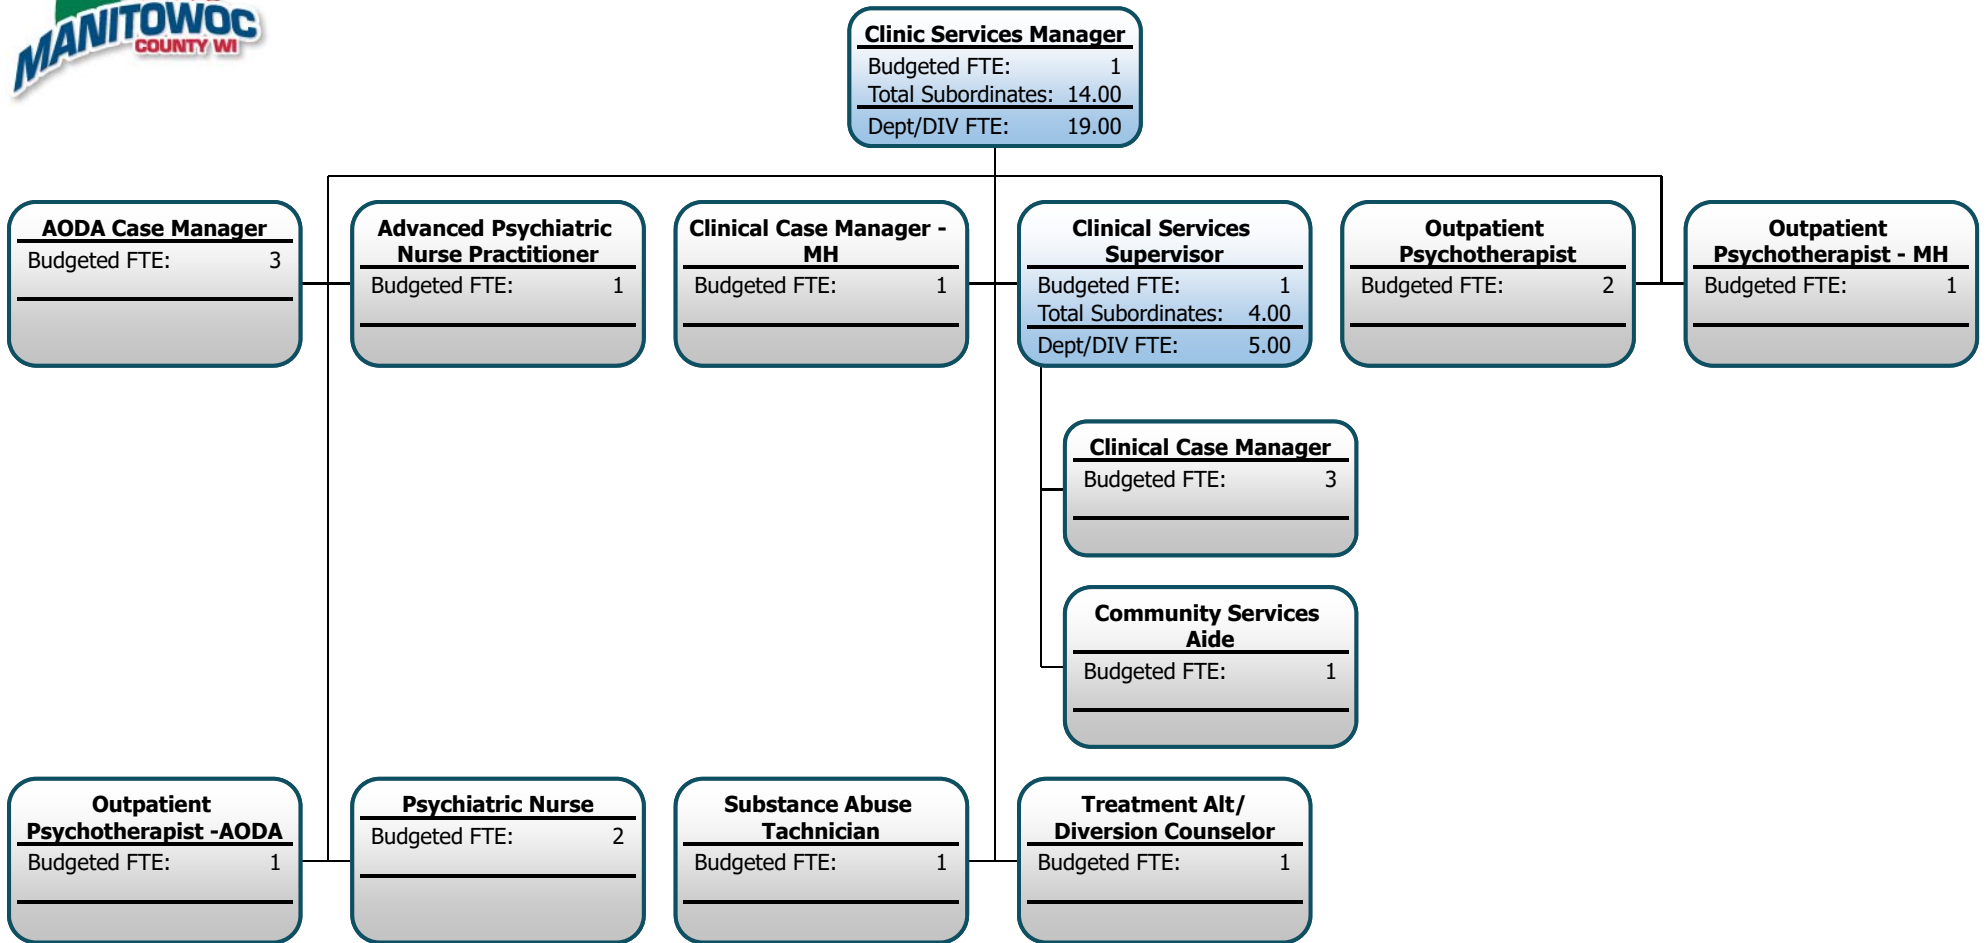 MANITOWOC
COUNTY WI
Clinic Services Manager
Budgeted FTE: 1
Total Subordinates: 14.00
Dept/DIV FTE: 19.00
AODA Case Manager
Budgeted FTE: 3
Advanced Psychiatric
Nurse Practitioner
Budgeted FTE: 1
Clinical Case Manager -
MH
Budgeted FTE: 1
Clinical Services
Supervisor
Budgeted FTE: 1
Total Subordinates: 4.00
Dept/DIV FTE: 5.00
Outpatient
Psychotherapist
Budgeted FTE: 2
Outpatient
Psychotherapist - MH
Budgeted FTE: 1
Clinical Case Manager
Budgeted FTE: 3
Community Services
Aide
Budgeted FTE: 1
Outpatient
Psychotherapist -AODA
Budgeted FTE: 1
Psychiatric Nurse
Budgeted FTE: 2
Substance Abuse
Tachnician
Budgeted FTE: 1
Treatment Alt/
Diversion Counselor
Budgeted FTE: 1